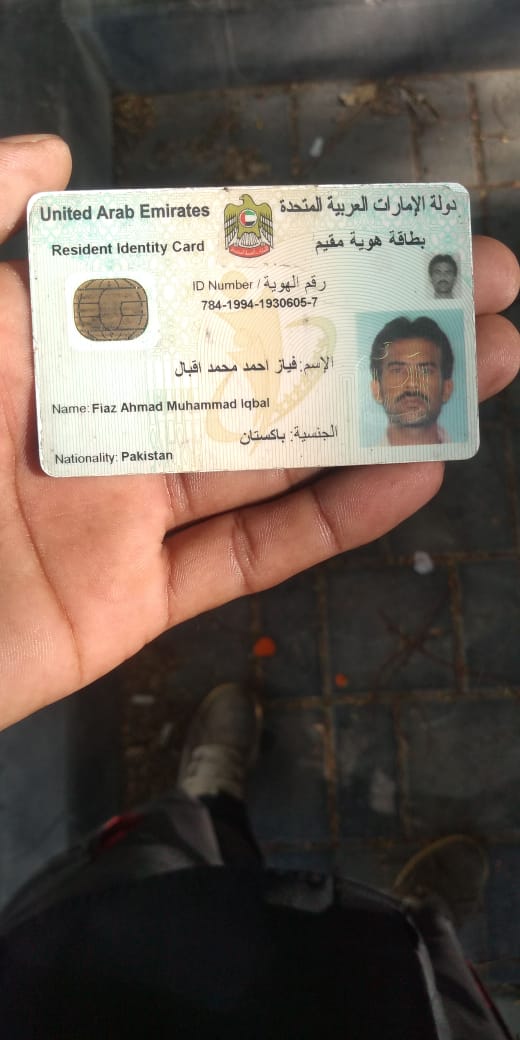 United Arab Emirates
دولة الإمارات العربية المتحدة
Resident Identity Card
بطاقة هوية مقيم
ID Number / رقم الهوية
784-1994-1930605-7
الإسم: فياز احمد محمد اقبال
Name: Fiaz Ahmad Muhammad Iqbal
الجنسية: باكستان
Nationality: Pakistan